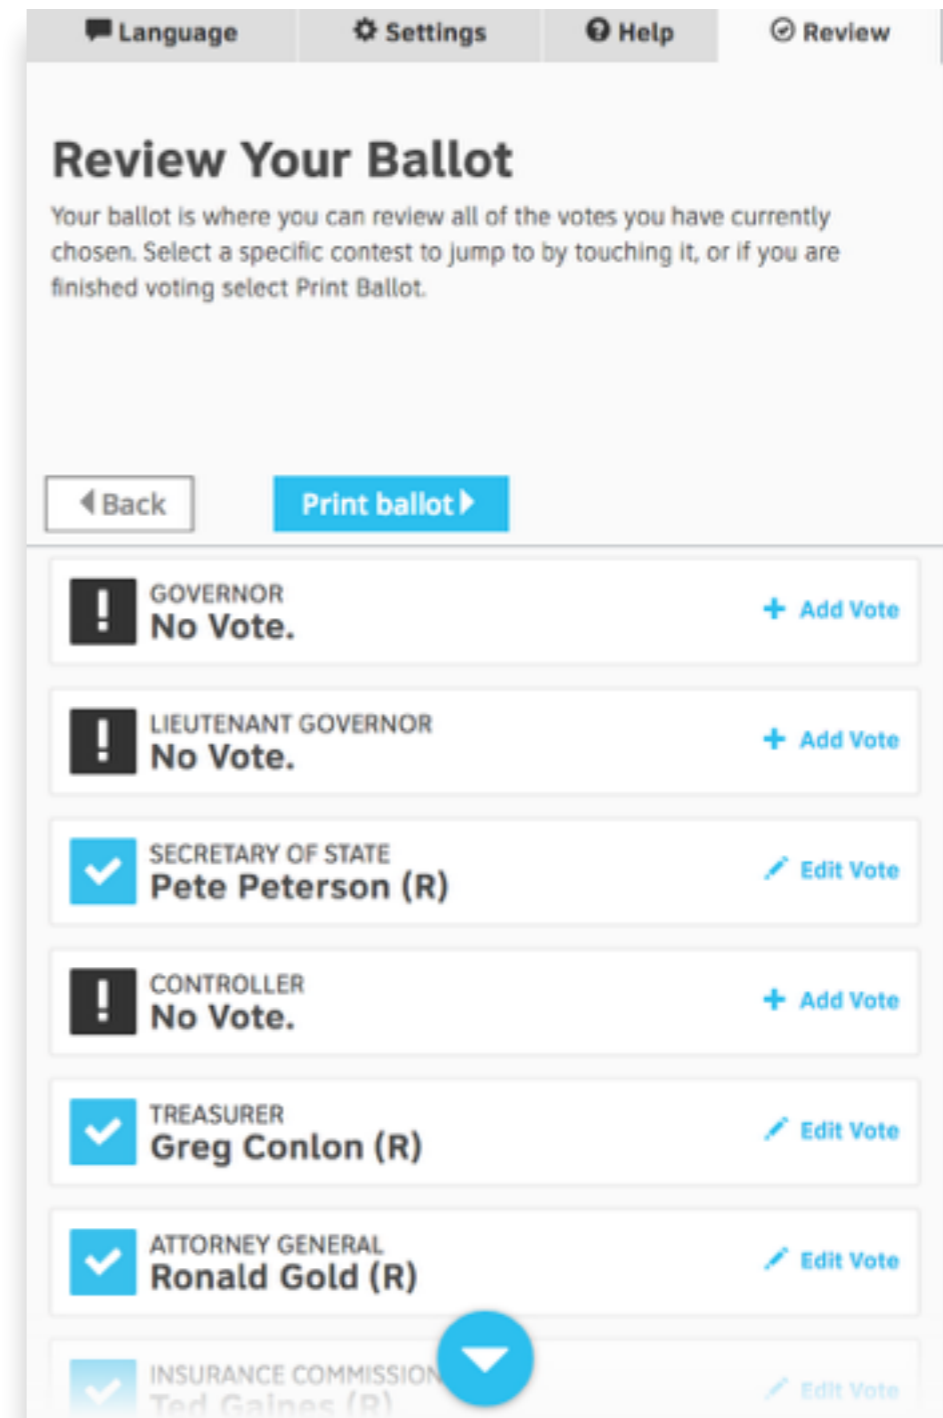 Language Settings Help Review
Review Your Ballot
Your ballot is where you can review all of the votes you have currently
chosen. Select a specific contest to jump to by touching it, or if you are
finished voting select Print Ballot.
Back Print ballot
GOVERNOR
No Vote. Add Vote
LIEUTENANT GOVERNOR
No Vote. Add Vote
SECRETARY OF STATE
Pete Peterson (R) Edit Vote
CONTROLLER
No Vote. Add Vote
TREASURER
Greg Conlon (R) Edit Vote
ATTORNEY GENERAL
Ronald Gold (R) Edit Vote
INSURANCE COMMISSION
Ted Gaines (R) Edit Vote